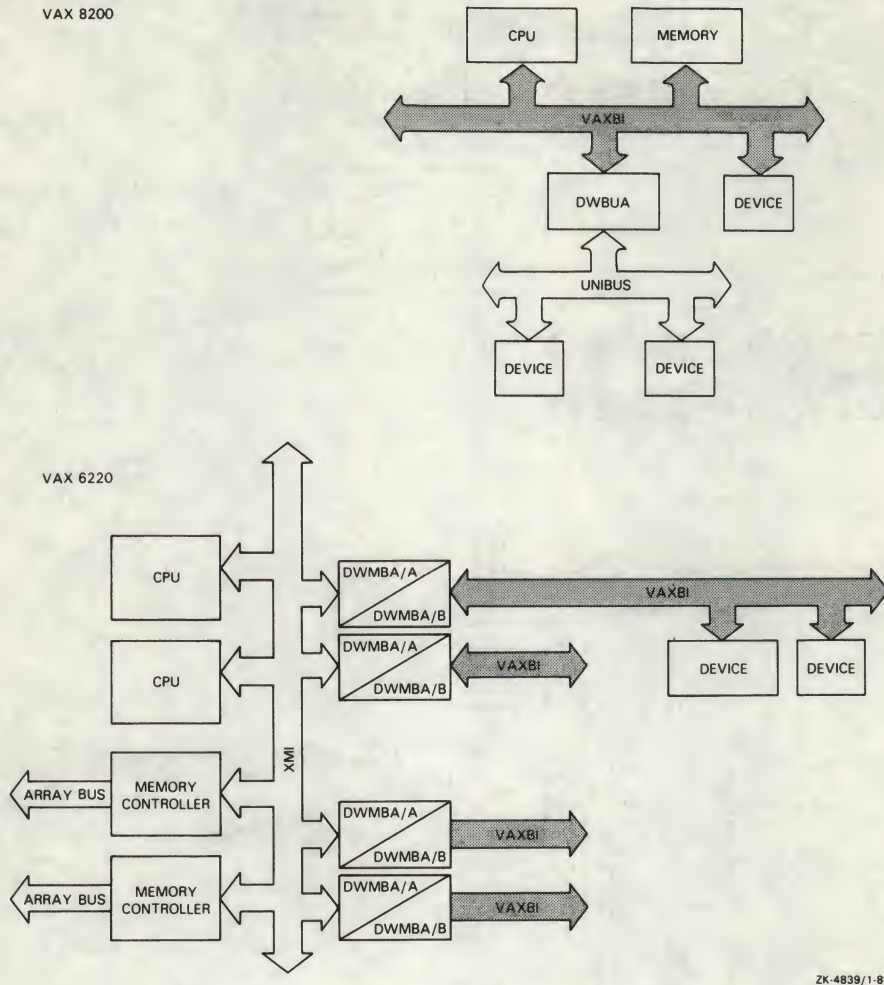 VAX 8200
CPU
MEMORY
VAXBI
DWBUA
DEVICE
UNIBUS
DEVICE
DEVICE
VAX 6220
CPU
DWMBA/A
DWMBA/B
VAXBI
CPU
DWMBA/A
DWMBA/B
VAXBI
DEVICE
DEVICE
XMI
ARRAY BUS
MEMORY
CONTROLLER
DWMBA/A
DWMBA/B
VAXBI
ARRAY BUS
MEMORY
CONTROLLER
DWMBA/A
DWMBA/B
VAXBI
ZK-4839/1-8